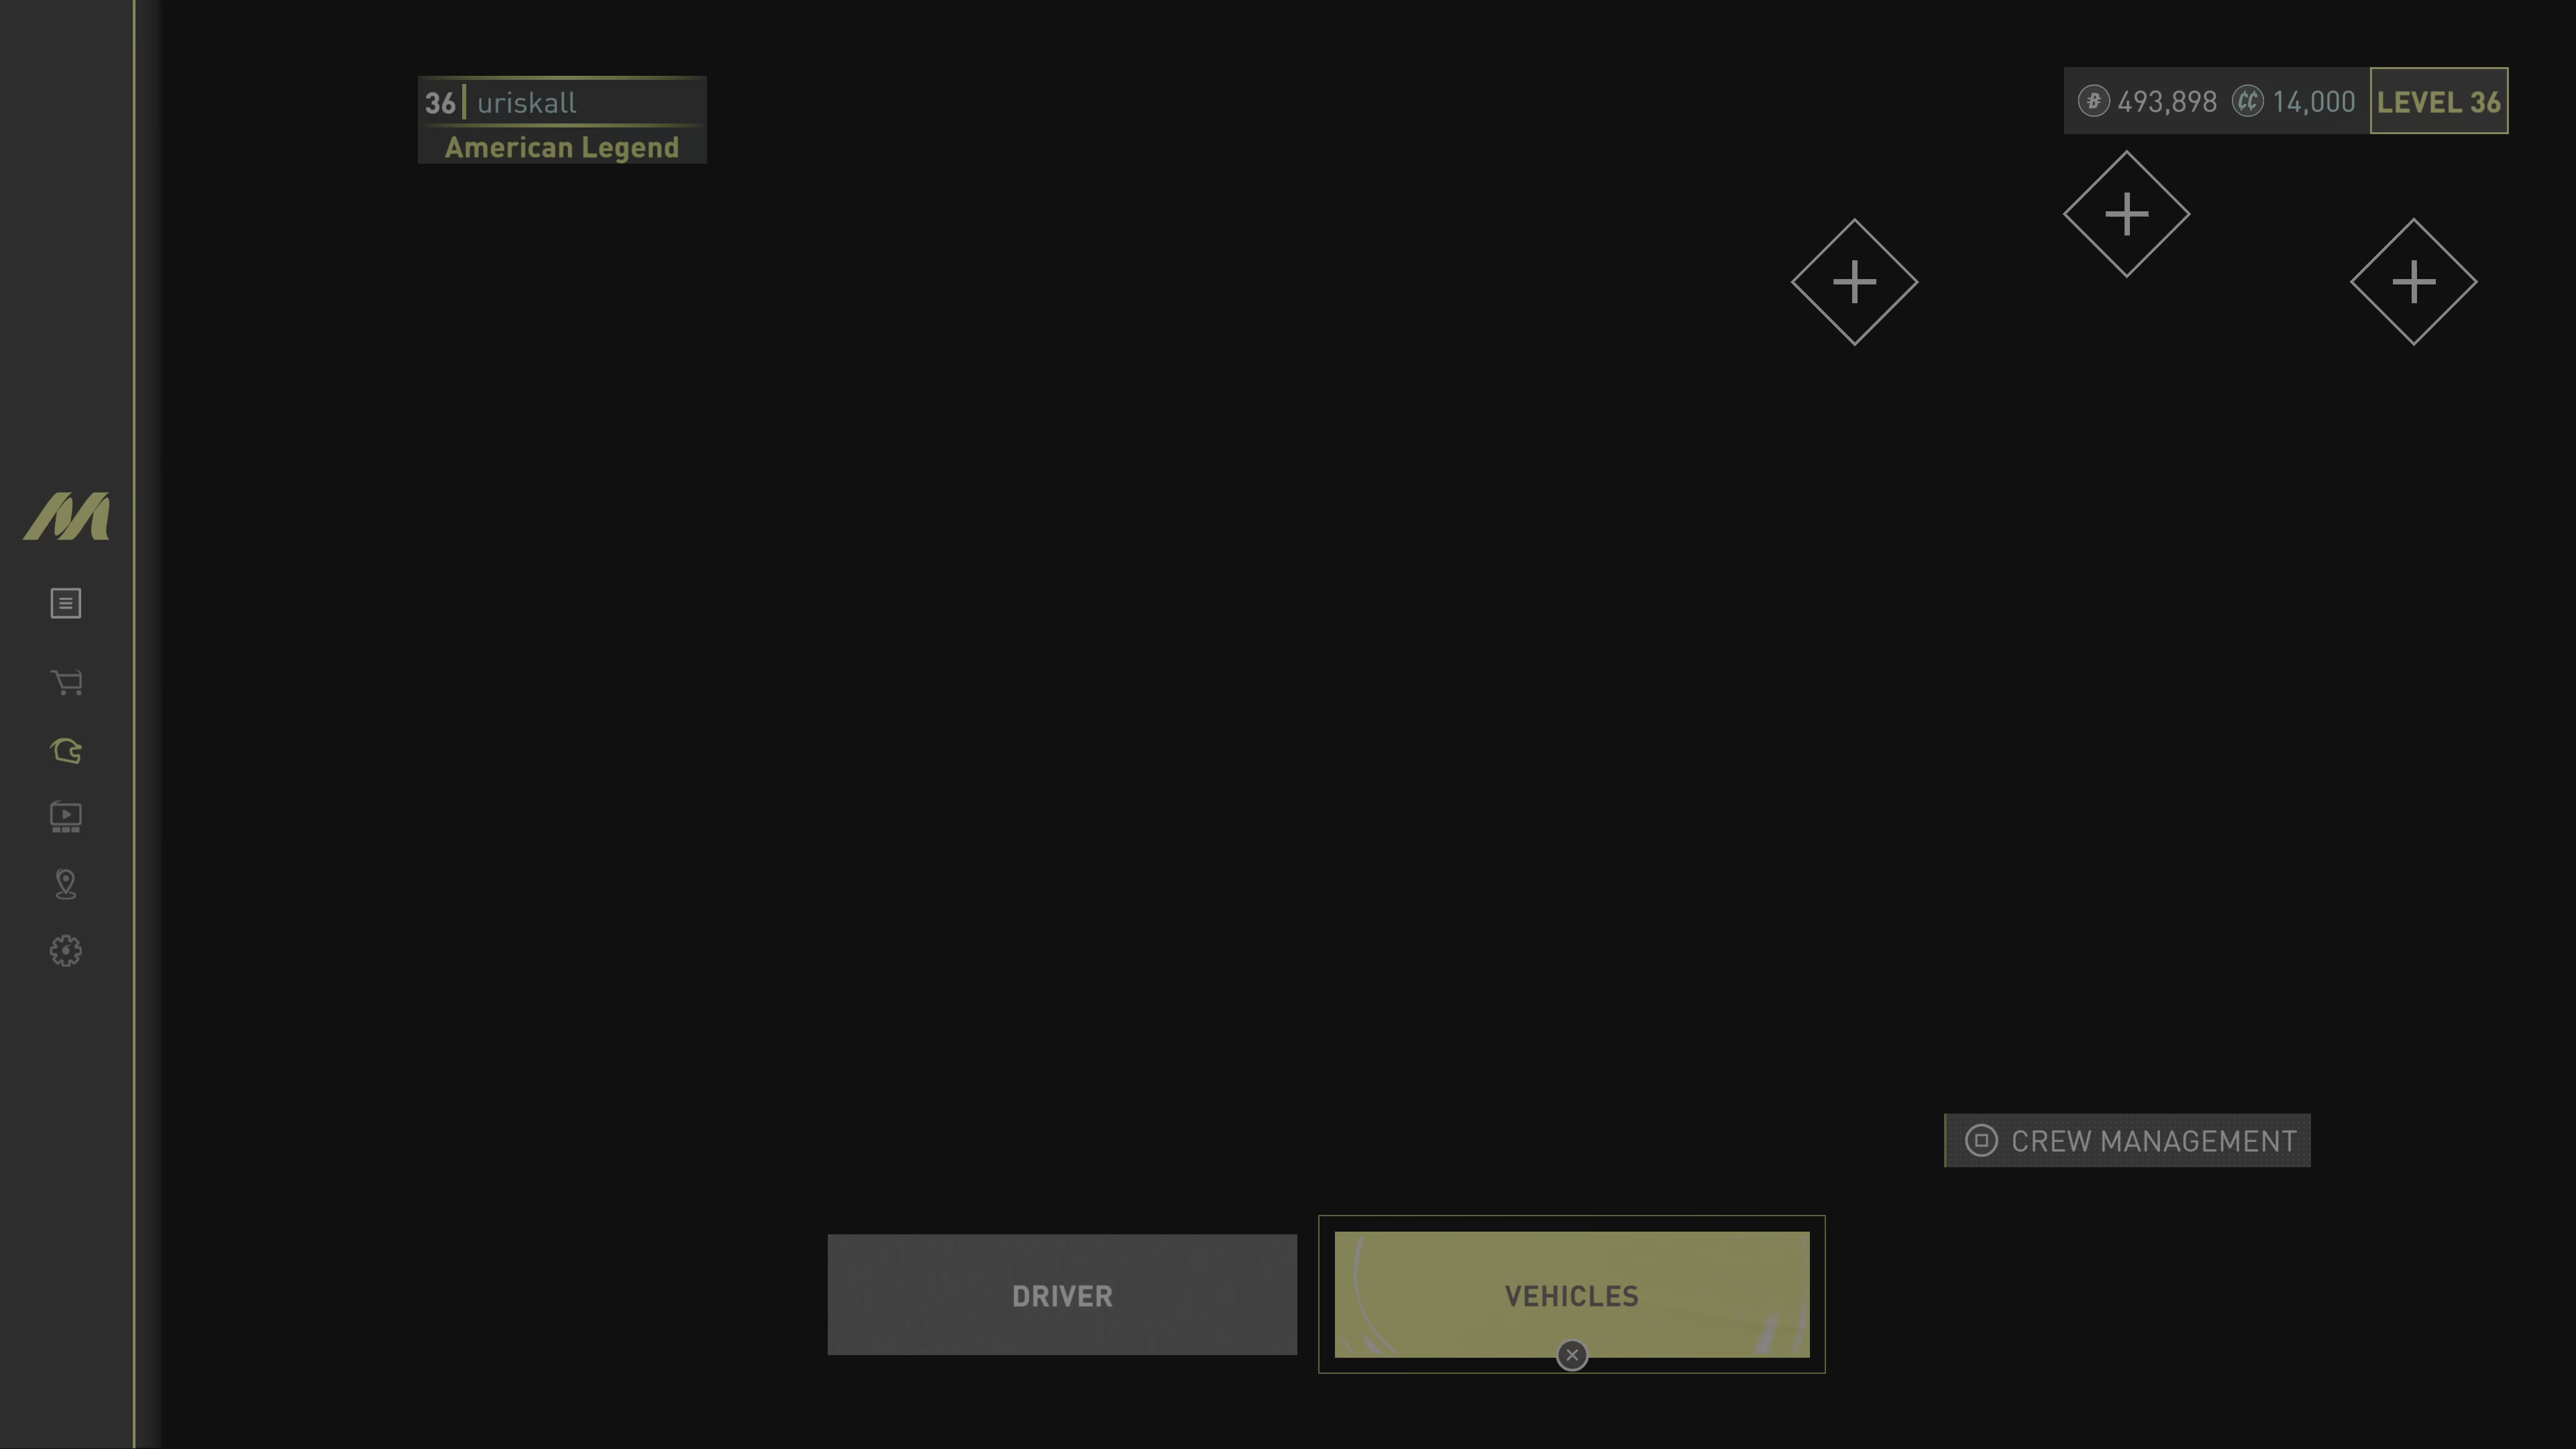 36 uriskall
American Legend
493,898 14,000 LEVEL 36
CREW MANAGEMENT
DRIVER
VEHICLES